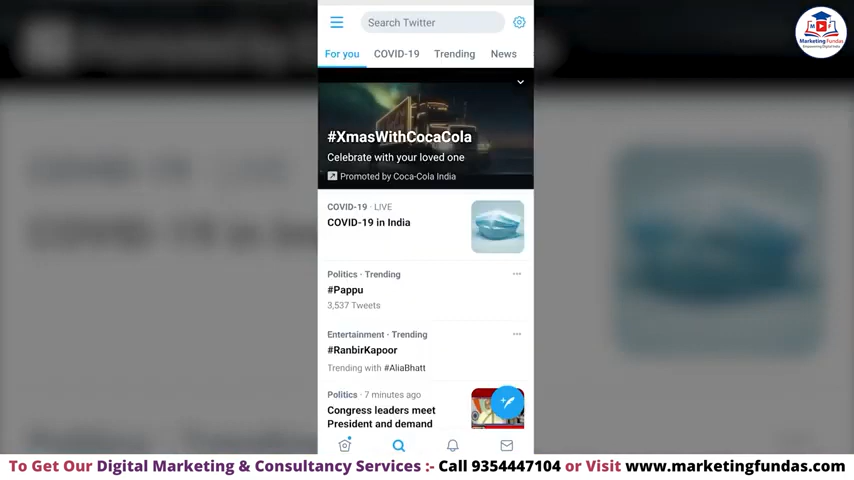 Search Twitter
For you COVID-19 Trending News
#XmasWithCocaCola
Celebrate with your loved one
Promoted by Coca-Cola India
COVID-19 · LIVE
COVID-19 in India
Politics · Trending
#Pappu
3,537 Tweets
Entertainment · Trending
#RanbirKapoor
Trending with #AliaBhatt
Politics · 7 minutes ago
Congress leaders meet
President and demand
M F
Marketing Fundas
Empowering Digital India
To Get Our Digital Marketing & Consultancy Services :- Call 9354447104 or Visit www.marketingfundas.com